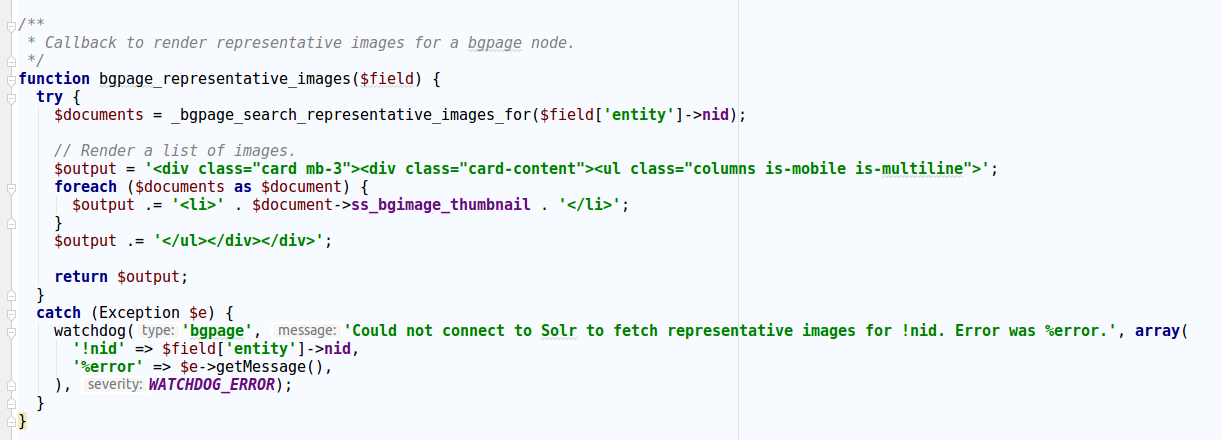 /**
 * Callback to render representative images for a bgpage node.
 */
function bgpage_representative_images($field) {
  try {
    $documents = _bgpage_search_representative_images_for($field['entity']->nid);

    // Render a list of images.
    $output = '<div class="card mb-3"><div class="card-content"><ul class="columns is-mobile is-multiline">';
    foreach ($documents as $document) {
      $output .= '<li>' . $document->ss_bgimage_thumbnail . '</li>';
    }
    $output .= '</ul></div></div>';

    return $output;
  }
  catch (Exception $e) {
    watchdog( type: 'bgpage', message: 'Could not connect to Solr to fetch representative images for !nid. Error was %error.', array(
      '!nid' => $field['entity']->nid,
      '%error' => $e->getMessage(),
    ), severity: WATCHDOG_ERROR);
  }
}